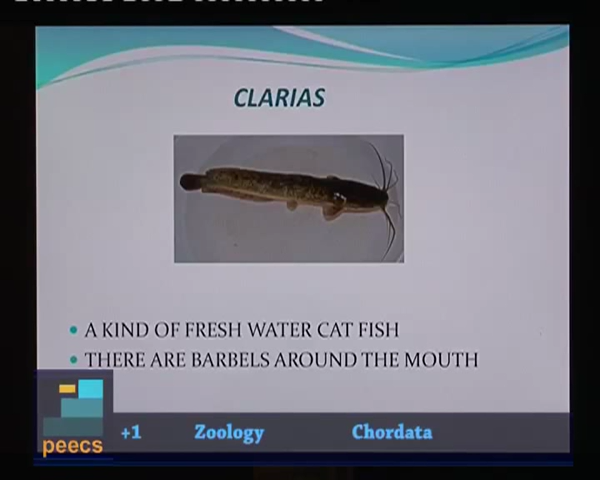 CLARIAS
A KIND OF FRESH WATER CAT FISH
THERE ARE BARBELS AROUND THE MOUTH
peecs
+1 Zoology Chordata